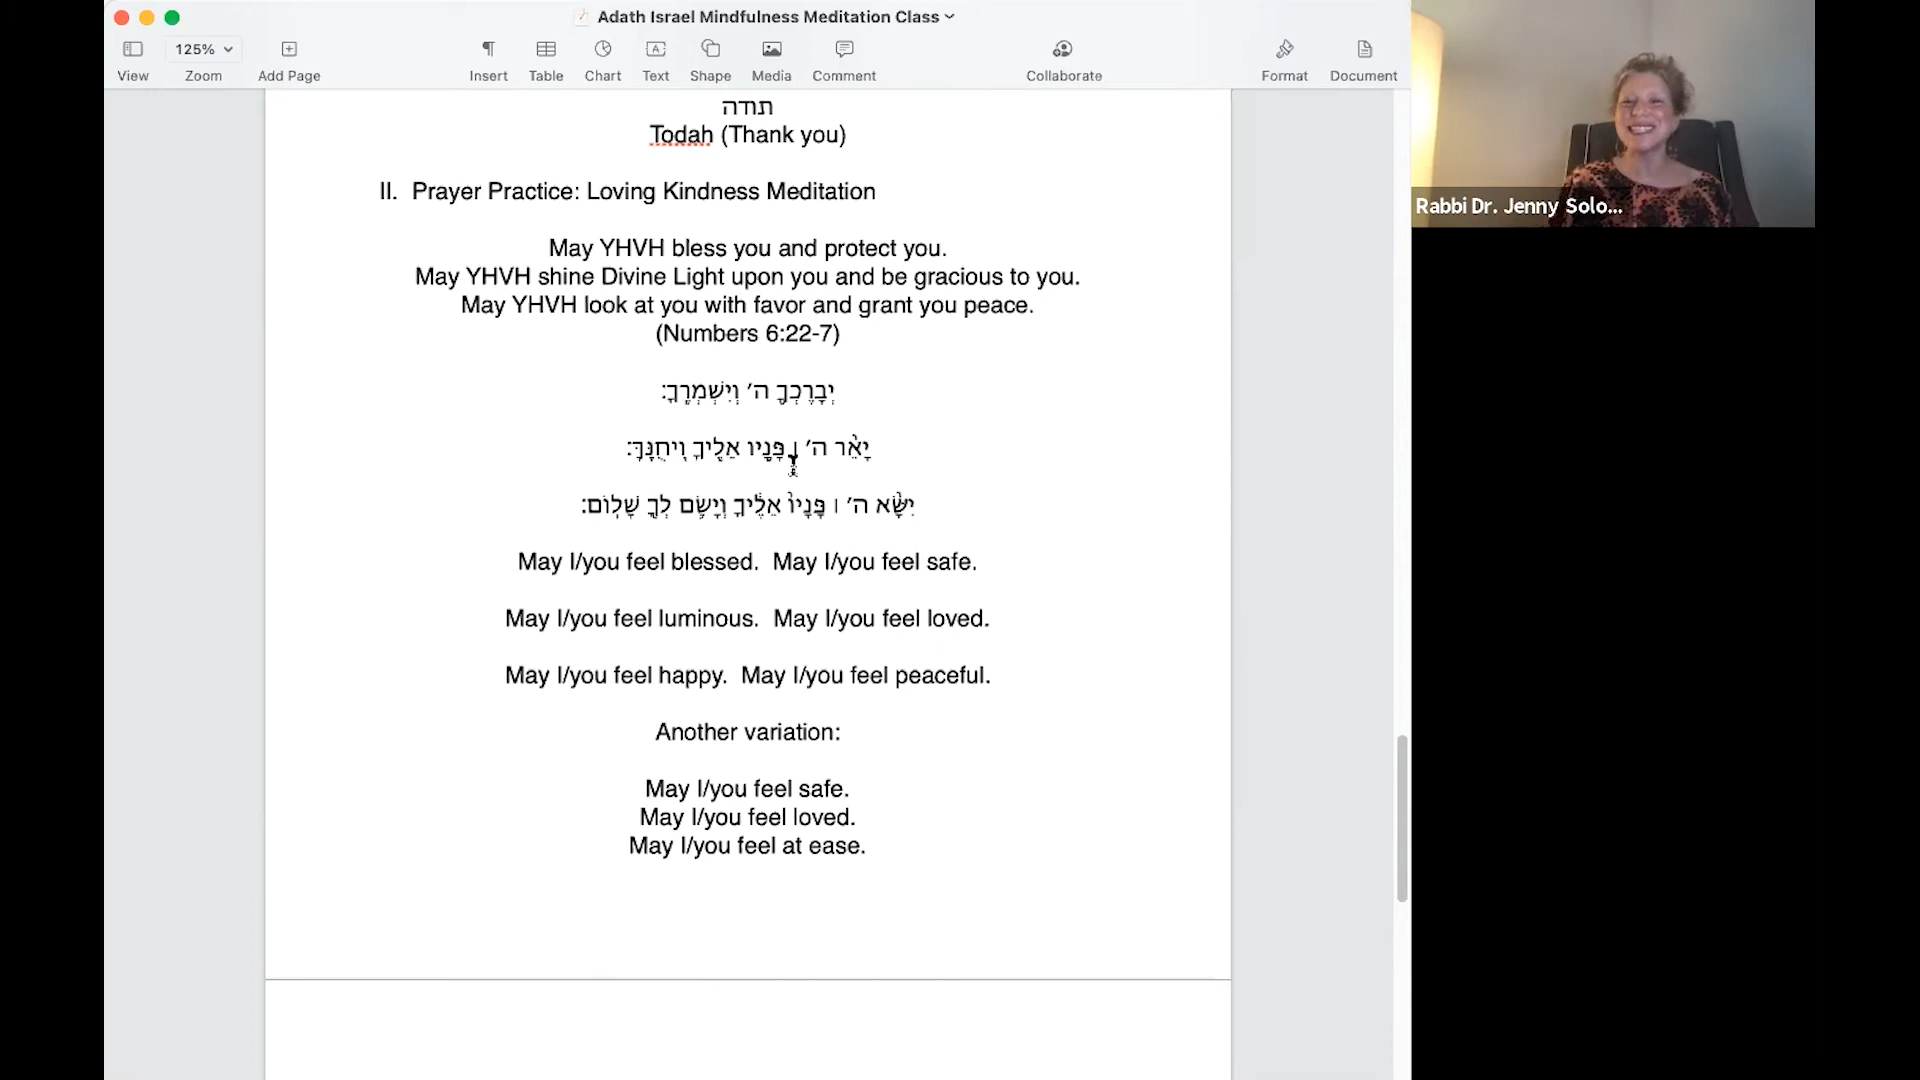 Adath Israel Mindfulness Meditation Class
125%
View
Zoom
Add Page
Insert
Table
Chart
Text
Shape
Media
Comment
Collaborate
Format
Document
תודה
Todah (Thank you)
II. Prayer Practice: Loving Kindness Meditation
May YHVH bless you and protect you.
May YHVH shine Divine Light upon you and be gracious to you.
May YHVH look at you with favor and grant you peace.
(Numbers 6:22-7)
יְבָרֶכְךָ֥ ה׳ וְיִשְׁמְרֶֽךָ׃
יָאֵ֨ר ה׳ ׀ פָּנָ֛יו אֵלֶ֖יךָ וִֽיחֻנֶּֽךָּ׃
יִשָּׂ֨א ה׳ ׀ פָּנָיו֙ אֵלֶ֔יךָ וְיָשֵׂ֥ם לְךָ֖ שָׁלֽוֹם׃
May I/you feel blessed.  May I/you feel safe.
May I/you feel luminous.  May I/you feel loved.
May I/you feel happy.  May I/you feel peaceful.
Another variation:
May I/you feel safe.
May I/you feel loved.
May I/you feel at ease.
Rabbi Dr. Jenny Solo...